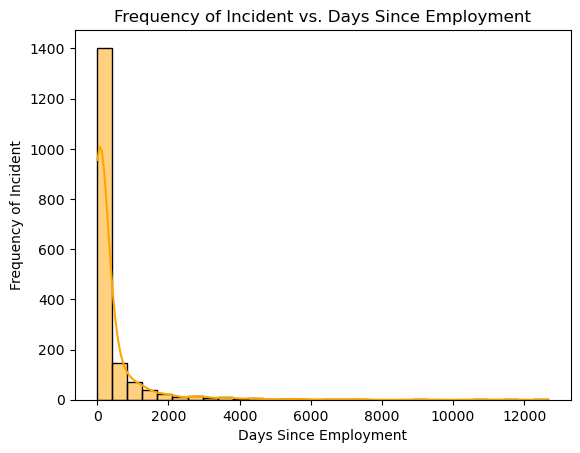 Frequency of Incident vs. Days Since Employment
1400
1200
1000
800
600
400
200
0
Frequency of Incident
0 2000 4000 6000 8000 10000 12000
Days Since Employment